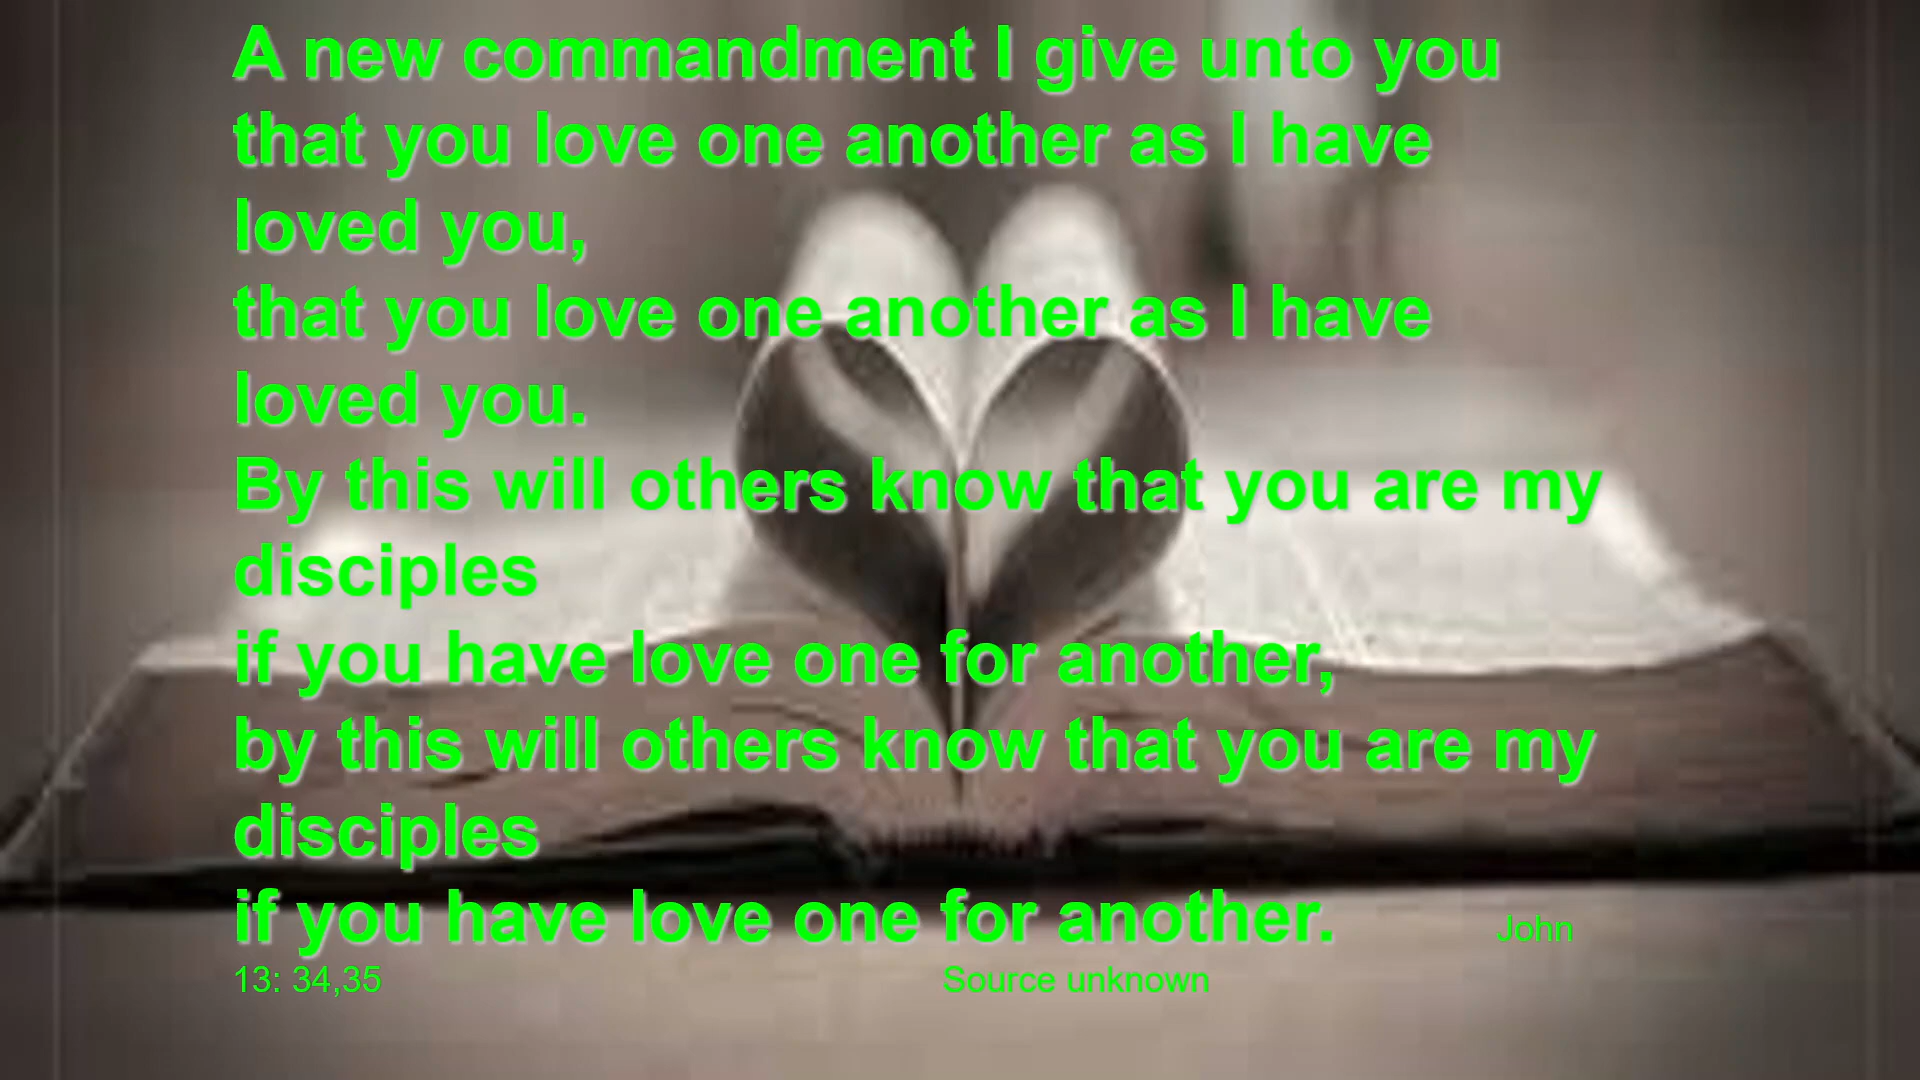 A new commandment I give unto you
that you love one another as I have
loved you,
that you love one another as I have
loved you.
By this will others know that you are my
disciples
if you have love one for another,
by this will others know that you are my
disciples
if you have love one for another. John
13: 34,35 Source unknown